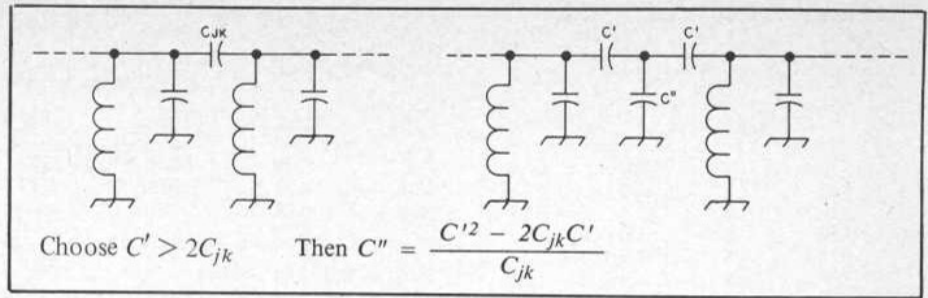 CJK
C' C'
C"
Choose C' > 2Cjk Then C" = C'² − 2CjkC' / Cjk